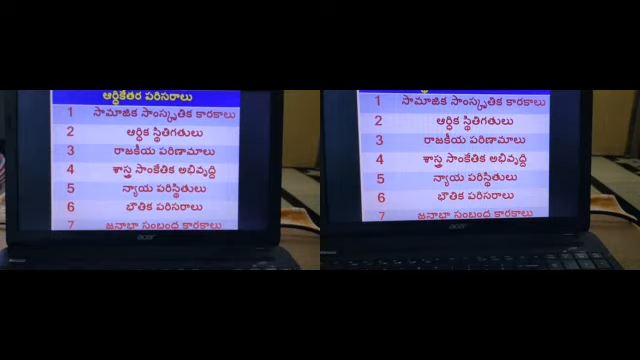 ఆర్ధికేతర పరిసరాలు
1 సామాజిక సాంస్కృతిక కారకాలు
2 ఆర్ధిక స్థితిగతులు
3 రాజకీయ పరిణామాలు
4 శాస్త్ర సాంకేతిక అభివృద్ధి
5 న్యాయ పరిస్థితులు
6 భౌతిక పరిసరాలు
7 జనాభా సంబంధ కారకాలు
acer
1 సామాజిక సాంస్కృతిక కారకాలు
2 ఆర్ధిక స్థితిగతులు
3 రాజకీయ పరిణామాలు
4 శాస్త్ర సాంకేతిక అభివృద్ధి
5 న్యాయ పరిస్థితులు
6 భౌతిక పరిసరాలు
7 జనాభా సంబంధ కారకాలు
acer